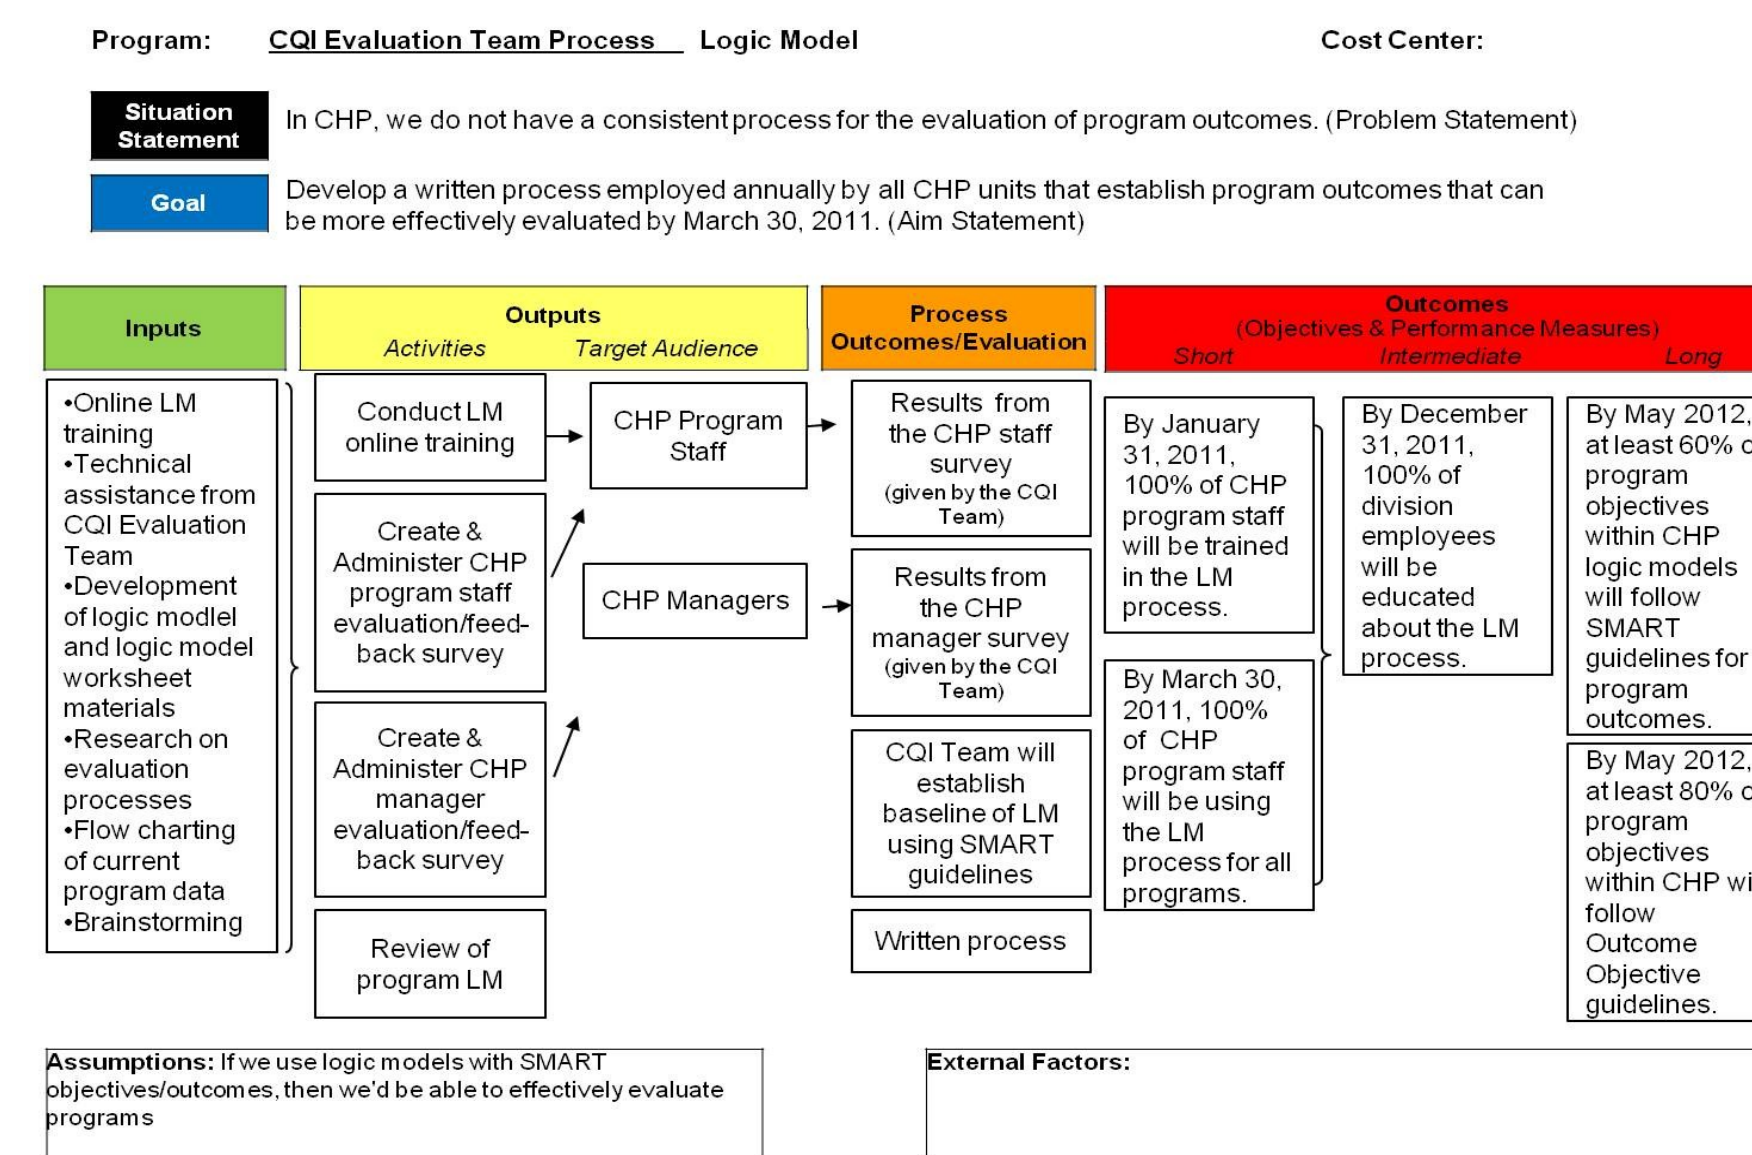 Program: CQI Evaluation Team Process Logic Model Cost Center:
Situation
Statement
In CHP, we do not have a consistent process for the evaluation of program outcomes. (Problem Statement)
Goal
Develop a written process employed annually by all CHP units that establish program outcomes that can
be more effectively evaluated by March 30, 2011. (Aim Statement)
Inputs
Outputs
Activities Target Audience
Process
Outcomes/Evaluation
Outcomes
(Objectives & Performance Measures)
Short Intermediate Long
•Online LM
training
•Technical
assistance from
CQI Evaluation
Team
•Development
of logic modlel
and logic model
worksheet
materials
•Research on
evaluation
processes
•Flow charting
of current
program data
•Brainstorming
Conduct LM
online training
Create &
Administer CHP
program staff
evaluation/feed-
back survey
Create &
Administer CHP
manager
evaluation/feed-
back survey
Review of
program LM
CHP Program
Staff
CHP Managers
Results from
the CHP staff
survey
(given by the CQI
Team)
Results from
the CHP
manager survey
(given by the CQI
Team)
CQI Team will
establish
baseline of LM
using SMART
guidelines
Written process
By January
31, 2011,
100% of CHP
program staff
will be trained
in the LM
process.
By March 30,
2011, 100%
of CHP
program staff
will be using
the LM
process for all
programs.
By December
31, 2011,
100% of
division
employees
will be
educated
about the LM
process.
By May 2012,
at least 60%
program
objectives
within CHP
logic models
will follow
SMART
guidelines for
program
outcomes.
By May 2012,
at least 80%
program
objectives
within CHP
follow
Outcome
Objective
guidelines.
Assumptions: If we use logic models with SMART
objectives/outcomes, then we'd be able to effectively evaluate
programs
External Factors: